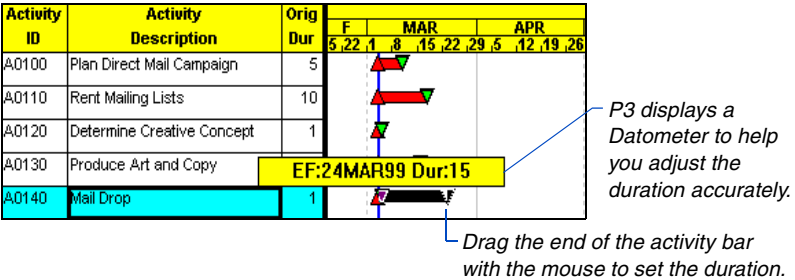 Activity ID Activity Description Orig Dur
F MAR APR
5 22 1 8 15 22 29 5 12 19 26
A0100 Plan Direct Mail Campaign 5
A0110 Rent Mailing Lists 10
A0120 Determine Creative Concept 1
A0130 Produce Art and Copy
EF:24MAR99 Dur:15
A0140 Mail Drop 1
P3 displays a
Datometer to help
you adjust the
duration accurately.
Drag the end of the activity bar
with the mouse to set the duration.